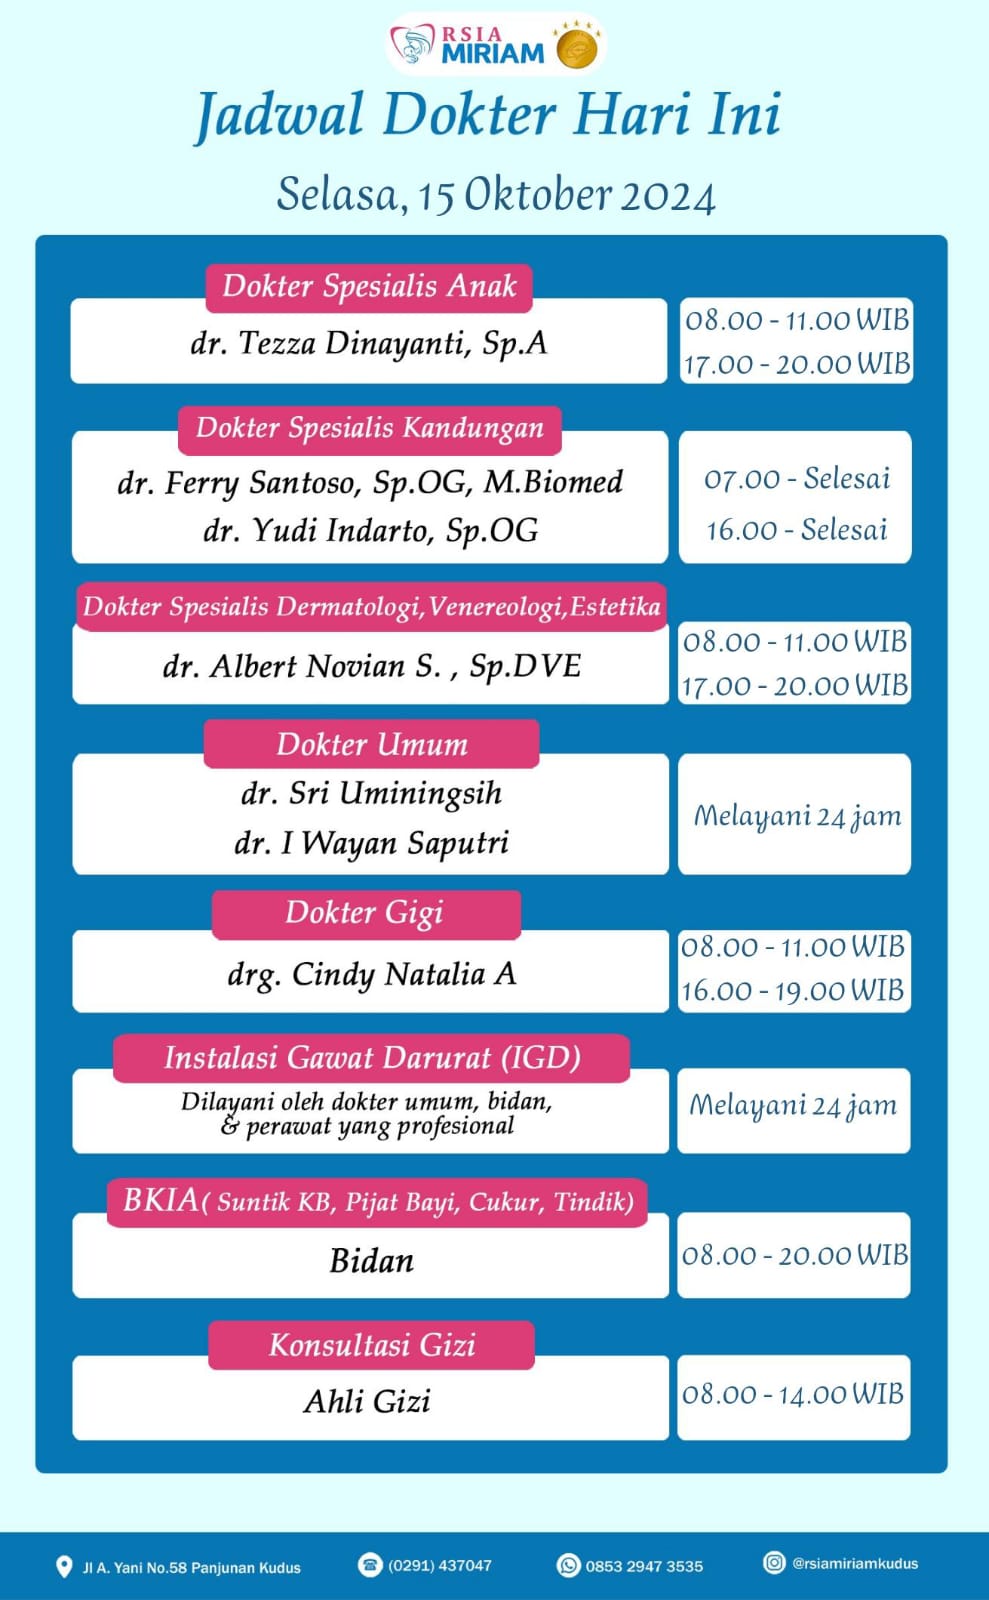 RSIA
MIRIAM
Jadwal Dokter Hari Ini
Selasa, 15 Oktober 2024
Dokter Spesialis Anak
dr. Tezza Dinayanti, Sp.A
08.00 - 11.00 WIB
17.00 - 20.00 WIB
Dokter Spesialis Kandungan
dr. Ferry Santoso, Sp.OG, M.Biomed
07.00 - Selesai
dr. Yudi Indarto, Sp.OG
16.00 - Selesai
Dokter Spesialis Dermatologi,Venereologi,Estetika
dr. Albert Novian S. , Sp.DVE
08.00 - 11.00 WIB
17.00 - 20.00 WIB
Dokter Umum
dr. Sri Uminingsih
dr. I Wayan Saputri
Melayani 24 jam
Dokter Gigi
drg. Cindy Natalia A
08.00 - 11.00 WIB
16.00 - 19.00 WIB
Instalasi Gawat Darurat (IGD)
Dilayani oleh dokter umum, bidan,
& perawat yang profesional
Melayani 24 jam
BKIA( Suntik KB, Pijat Bayi, Cukur, Tindik)
Bidan
08.00 - 20.00 WIB
Konsultasi Gizi
Ahli Gizi
08.00 - 14.00 WIB
Jl A. Yani No.58 Panjunan Kudus
(0291) 437047
0853 2947 3535
@rsiamiriamkudus